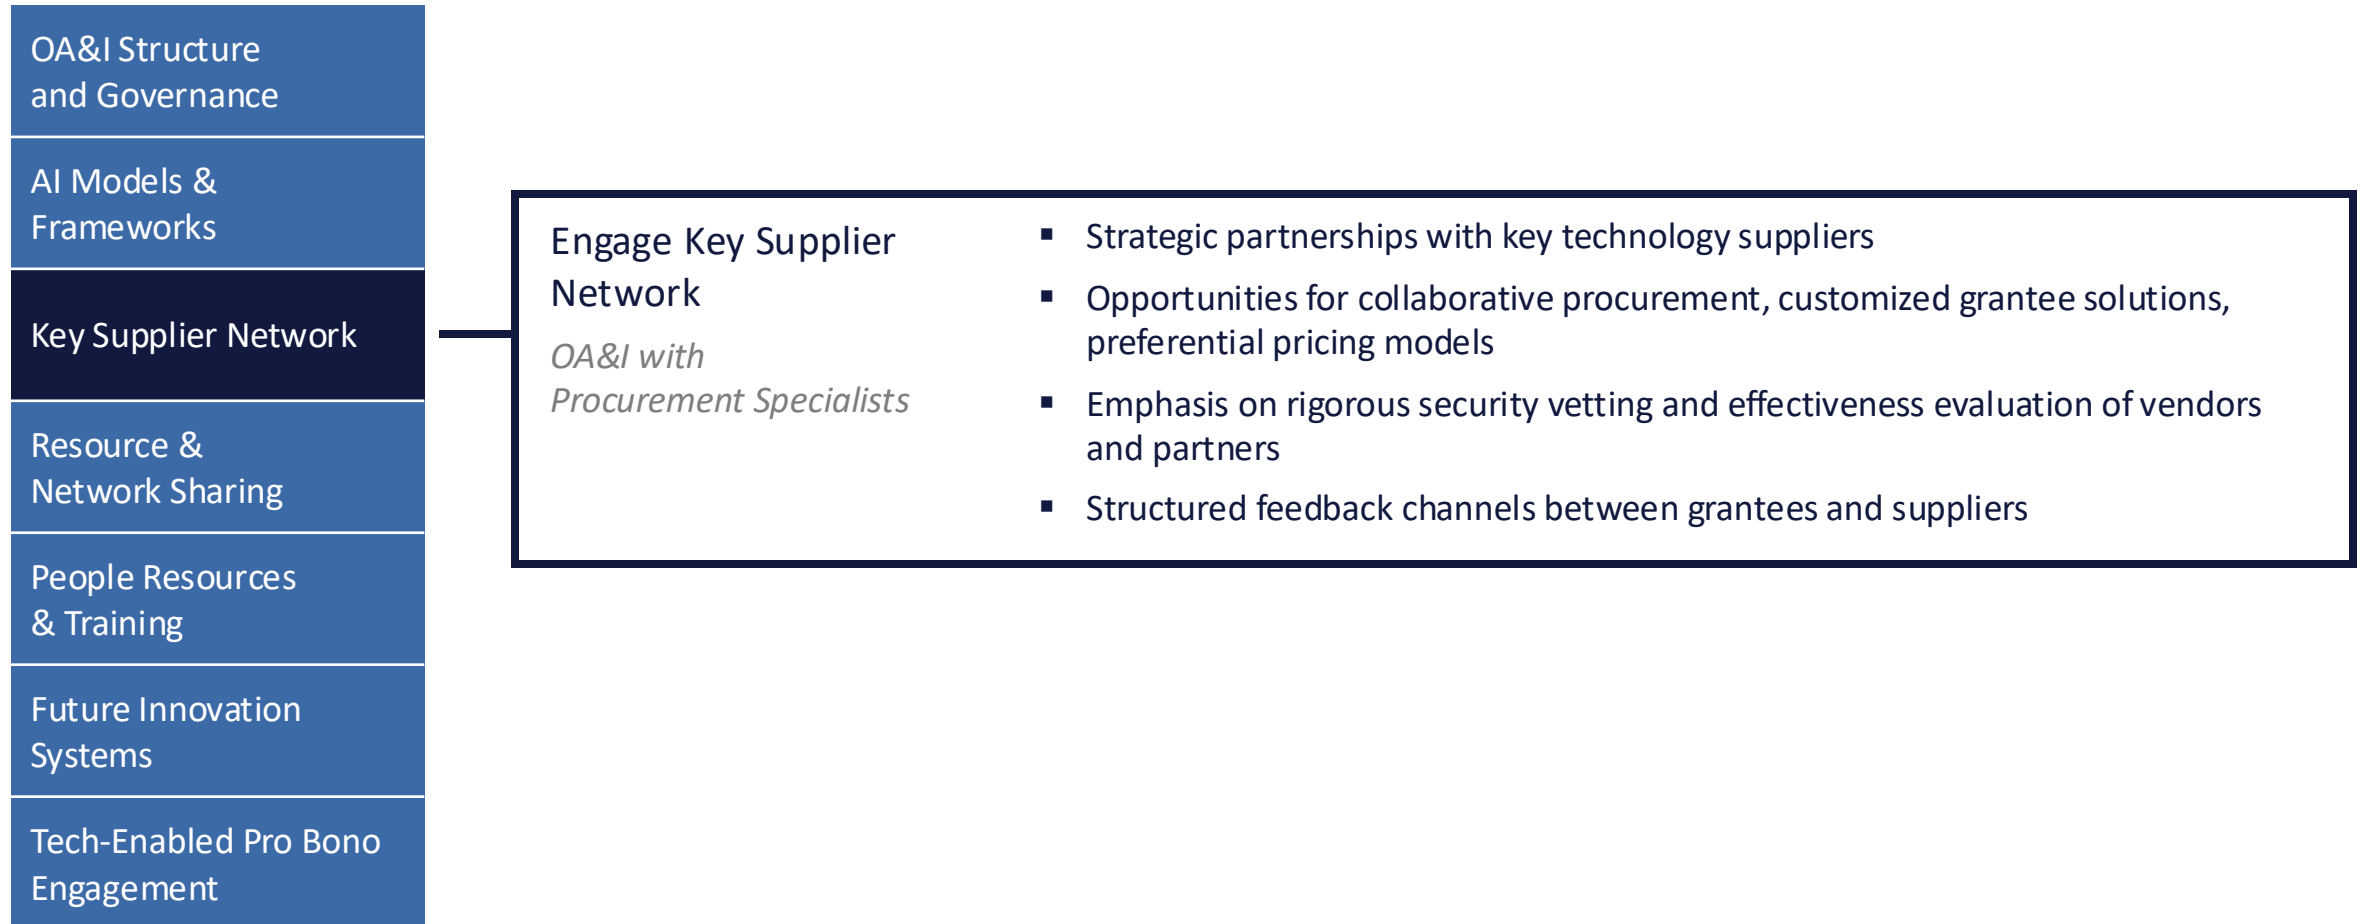 OA&I Structure
and Governance
AI Models &
Frameworks
Key Supplier Network
Resource &
Network Sharing
People Resources
& Training
Future Innovation
Systems
Tech-Enabled Pro Bono
Engagement
Engage Key Supplier
Network
OA&I with
Procurement Specialists
▪ Strategic partnerships with key technology suppliers
▪ Opportunities for collaborative procurement, customized grantee solutions,
preferential pricing models
▪ Emphasis on rigorous security vetting and effectiveness evaluation of vendors
and partners
▪ Structured feedback channels between grantees and suppliers